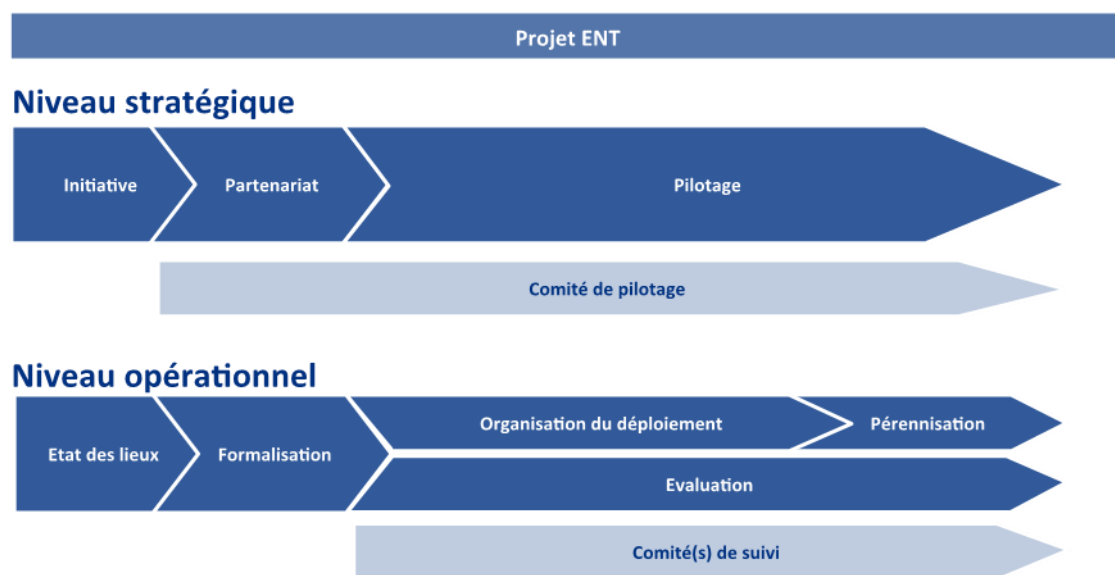 Projet ENT
Niveau stratégique
Initiative
Partenariat
Pilotage
Comité de pilotage
Niveau opérationnel
Etat des lieux
Formalisation
Organisation du déploiement
Pérennisation
Evaluation
Comité(s) de suivi